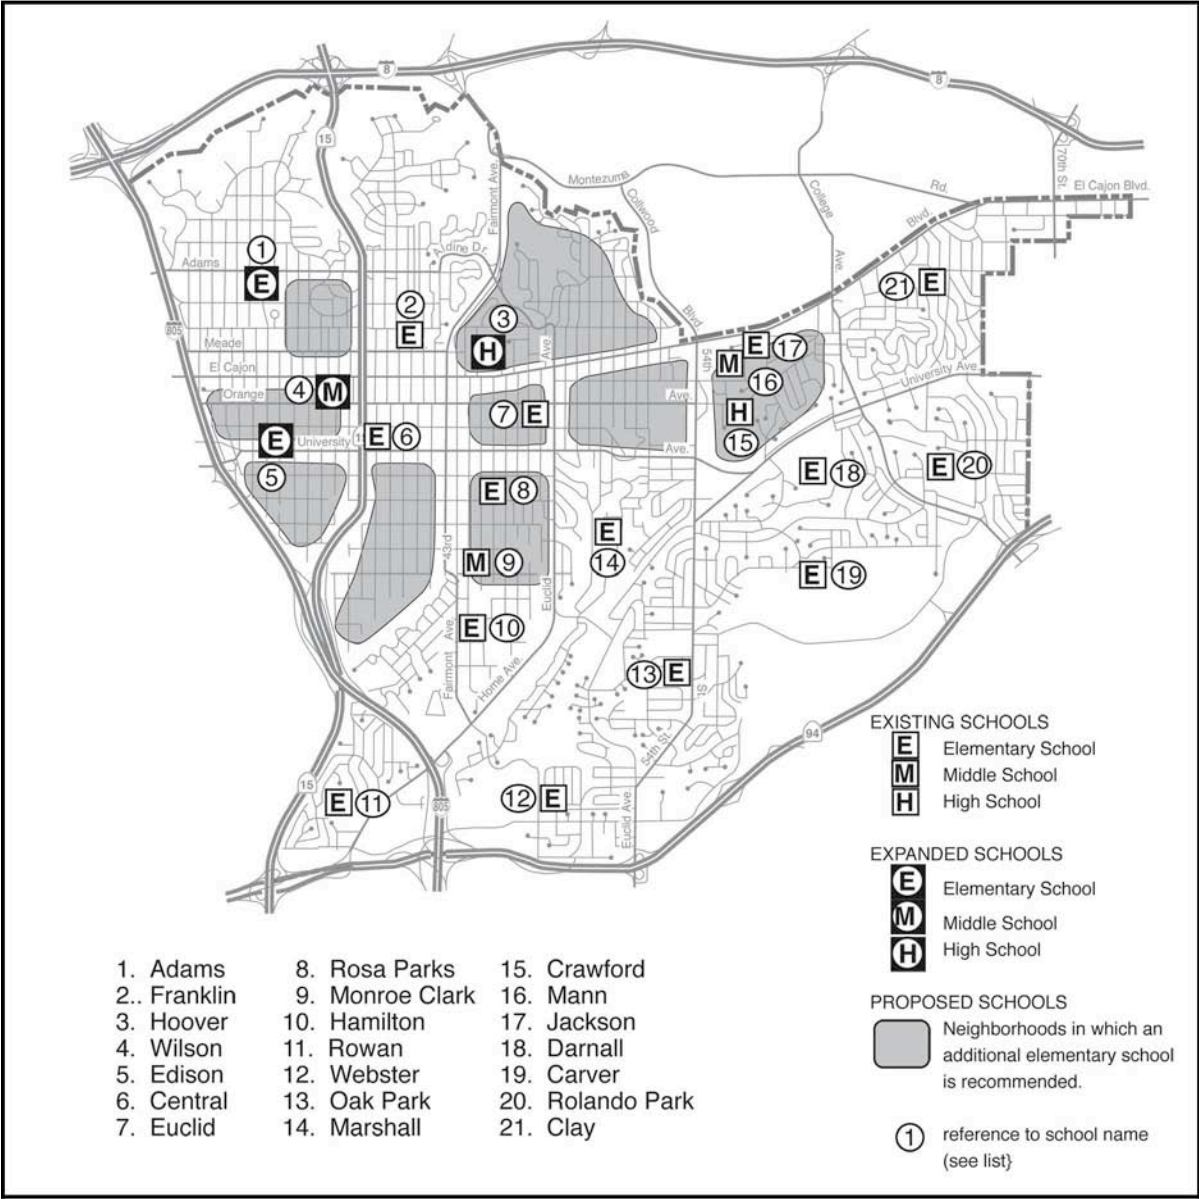 8
8
15
70th St.
El Cajon Blvd.
Montezuma
Rd.
Fairmont Ave.
Collwood
Blvd.
College
Ave.
Blvd.
Aldine Dr.
1
Adams
E
2
E
3
H
21
E
805
Meade
El Cajon
Ave.
54th
E
17
M
16
University Ave.
Orange
4
M
Ave.
7
E
H
15
E
University
15
E
6
Ave.
5
E
8
E
18
E
20
43rd
M
9
E
14
E
19
Euclid
E
10
Fairmont Ave.
Home Ave.
13
E
St.
54th St.
94
15
E
11
805
12
E
Euclid Ave.
EXISTING SCHOOLS
E Elementary School
M Middle School
H High School
EXPANDED SCHOOLS
E Elementary School
M Middle School
H High School
PROPOSED SCHOOLS
Neighborhoods in which an
additional elementary school
is recommended.
1 reference to school name
(see list}
1. Adams
2.. Franklin
3. Hoover
4. Wilson
5. Edison
6. Central
7. Euclid
8. Rosa Parks
9. Monroe Clark
10. Hamilton
11. Rowan
12. Webster
13. Oak Park
14. Marshall
15. Crawford
16. Mann
17. Jackson
18. Darnall
19. Carver
20. Rolando Park
21. Clay